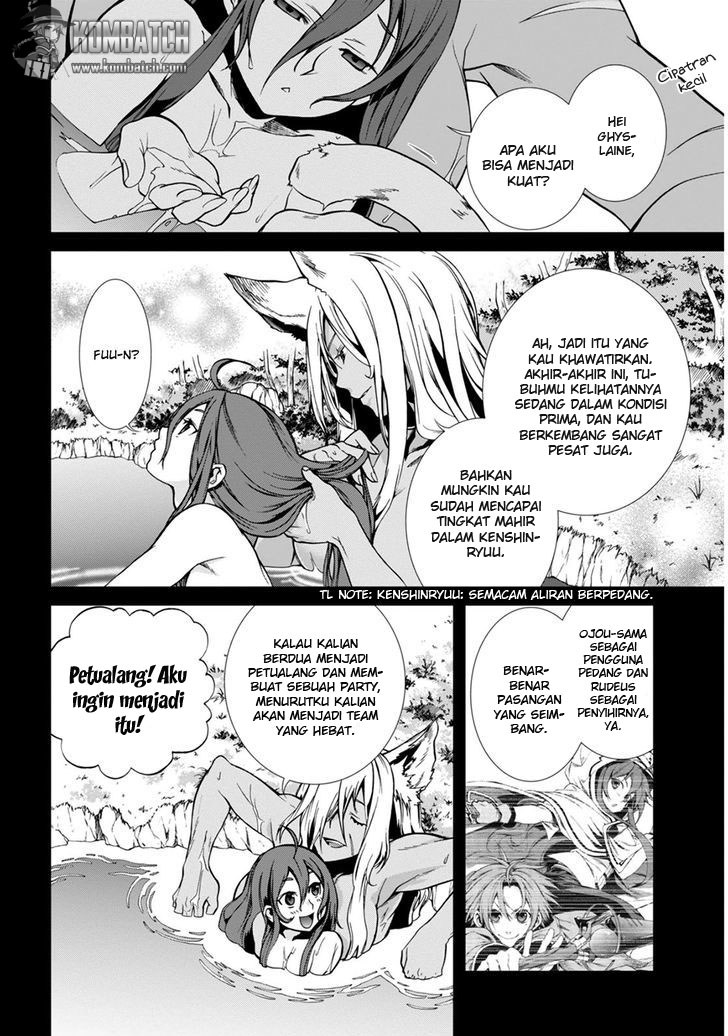 KOMBATCH
www.kombatch.com
Cipatran
kecil
HEI
GHYS-
LAINE,
APA AKU
BISA MENJADI
KUAT?
FUU-N?
AH, JADI ITU YANG
KAU KHAWATIRKAN.
AKHIR-AKHIR INI, TU-
BUHMU KELIHATANNYA
SEDANG DALAM KONDISI
PRIMA, DAN KAU
BERKEMBANG SANGAT
PESAT JUGA.
BAHKAN
MUNGKIN KAU
SUDAH MENCAPAI
TINGKAT MAHIR
DALAM KENSHIN-
RYUU.
TL NOTE: KENSHINRYUU: SEMACAM ALIRAN BERPEDANG.
OJOU-SAMA
SEBAGAI
PENGGUNA
PEDANG DAN
RUDEUS
SEBAGAI
PENYIHIRNYA,
YA.
BENAR-
BENAR
PASANGAN
YANG SEIM-
BANG.
KALAU KALIAN
BERDUA MENJADI
PETUALANG DAN MEM-
BUAT SEBUAH PARTY,
MENURUTKU KALIAN
AKAN MENJADI TEAM
YANG HEBAT.
Petualang! Aku
ingin menjadi
itu!